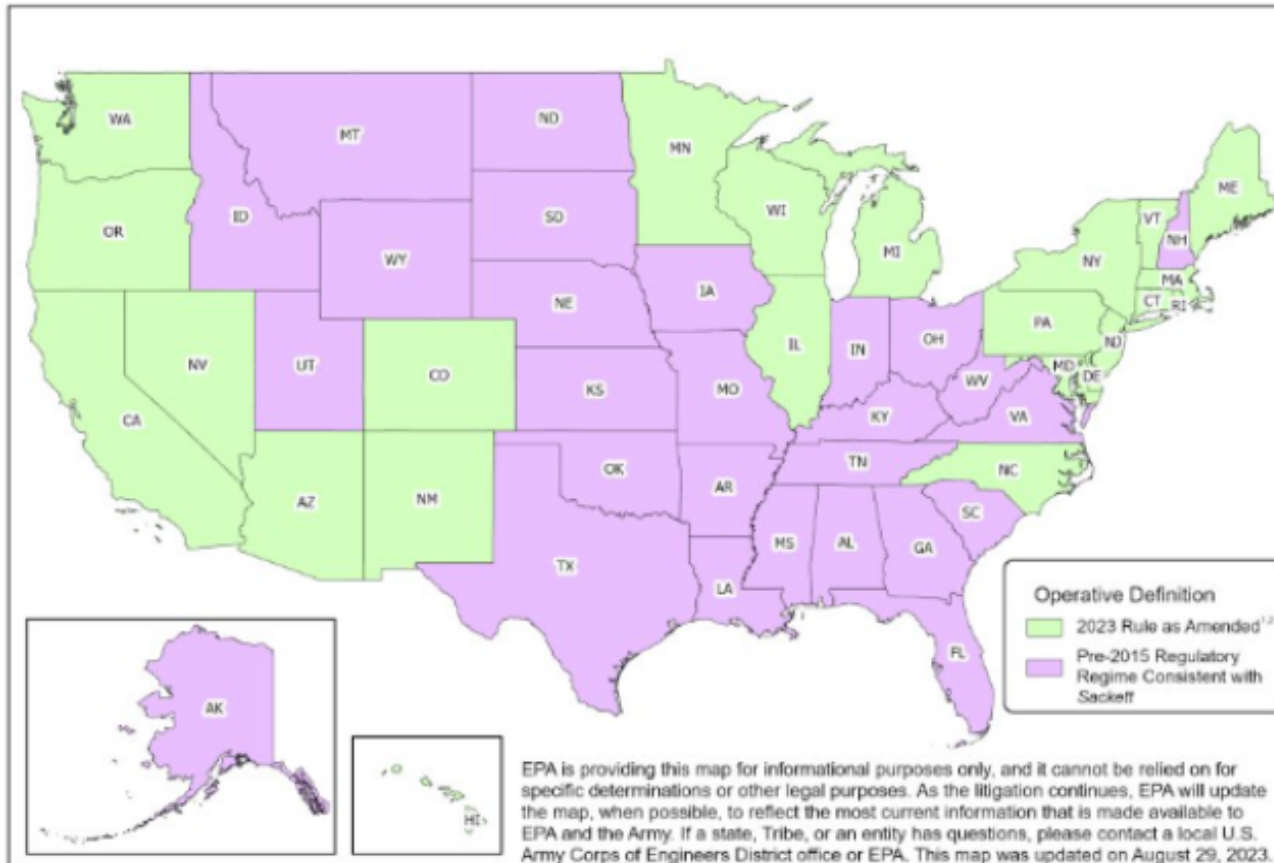 WA
MT
ND
MN
ME
OR
ID
SD
WI
VT
NH
WY
MI
NY
MA
IA
CT
RI
NE
PA
NV
UT
CO
IL
IN
OH
NJ
MD
DE
CA
KS
MO
WV
VA
KY
AZ
NM
OK
AR
TN
NC
SC
TX
MS
AL
GA
LA
FL
AK
HI
Operative Definition
2023 Rule as Amended¹,²
Pre-2015 Regulatory
Regime Consistent with
Sackett
EPA is providing this map for informational purposes only, and it cannot be relied on for
specific determinations or other legal purposes. As the litigation continues, EPA will update
the map, when possible, to reflect the most current information that is made available to
EPA and the Army. If a state, Tribe, or an entity has questions, please contact a local U.S.
Army Corps of Engineers District office or EPA. This map was updated on August 29, 2023.